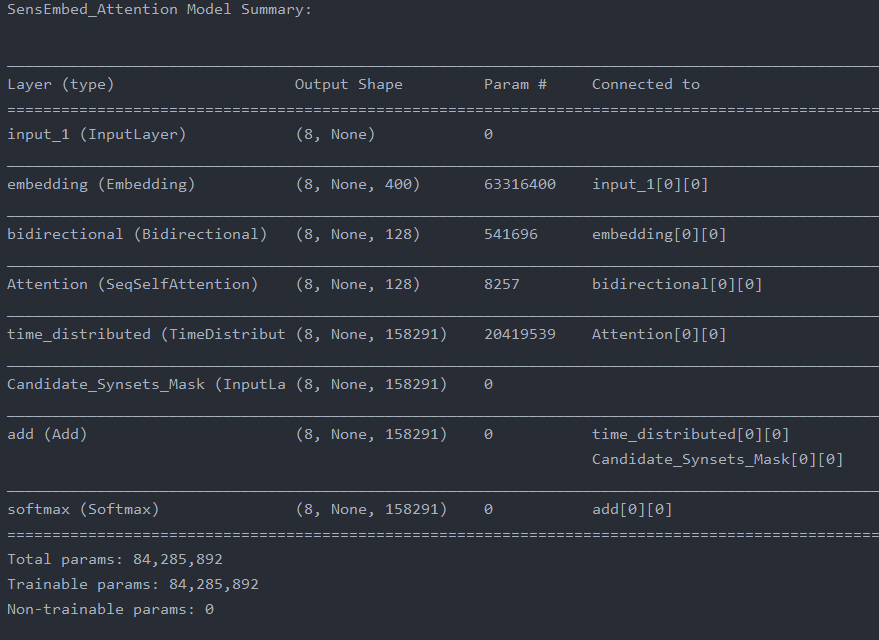 SensEmbed_Attention Model Summary:
Layer (type) Output Shape Param # Connected to
input_1 (InputLayer) (8, None) 0
embedding (Embedding) (8, None, 400) 63316400 input_1[0][0]
bidirectional (Bidirectional) (8, None, 128) 541696 embedding[0][0]
Attention (SeqSelfAttention) (8, None, 128) 8257 bidirectional[0][0]
time_distributed (TimeDistribut (8, None, 158291) 20419539 Attention[0][0]
Candidate_Synsets_Mask (InputLa (8, None, 158291) 0
add (Add) (8, None, 158291) 0 time_distributed[0][0]
Candidate_Synsets_Mask[0][0]
softmax (Softmax) (8, None, 158291) 0 add[0][0]
Total params: 84,285,892
Trainable params: 84,285,892
Non-trainable params: 0